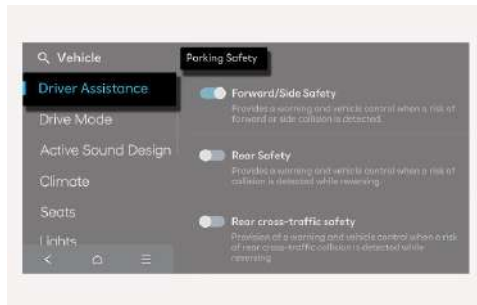 Vehicle
Parking Safety
Driver Assistance
Drive Mode
Active Sound Design
Climate
Seats
Lights
Forward/Side Safety
Provides a warning and vehicle control when a risk of
forward or side collision is detected.
Rear Safety
Provides a warning and vehicle control when a risk of
collision is detected while reversing.
Rear cross-traffic safety
Provision of a warning and vehicle control when a risk
of rear cross-traffic collision is detected while
reversing